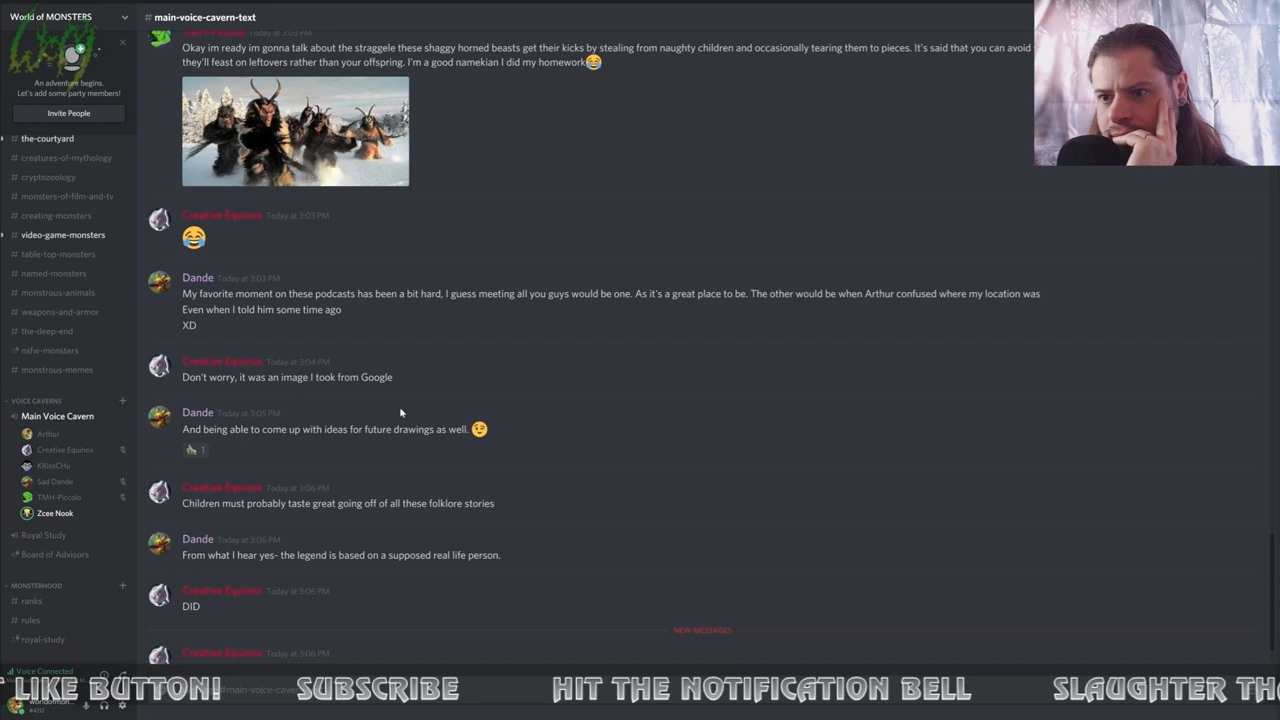 World of MONSTERS
# main-voice-cavern-text
Today at 3:03 PM
Okay im ready im gonna talk about the straggele these shaggy horned beasts get their kicks by stealing from naughty children and occasionally tearing them to pieces. It's said that you can avoid
they'll feast on leftovers rather than your offspring. I'm a good namekian I did my homework😂
An adventure begins.
Let's add some party members!
Invite People
# the-courtyard
# creatures-of-mythology
# cryptozoology
# monsters-of-film-and-tv
# creating-monsters
# video-game-monsters
# table-top-monsters
# named-monsters
# monstrous-animals
# weapons-and-armor
# the-deep-end
nsfw-monsters
# monstrous-memes
VOICE CAVERNS
Main Voice Cavern
Arthur
Creative Equinox
KRissCHu
Sad Dande
TMH-Piccolo
Zcee Nook
Royal Study
Board of Advisors
MONSTERHOOD
# ranks
# rules
royal-study
Voice Connected
worldofmon...
#4212
Creative Equinox Today at 3:03 PM
😂
Dande Today at 3:03 PM
My favorite moment on these podcasts has been a bit hard, I guess meeting all you guys would be one. As it's a great place to be. The other would be when Arthur confused where my location was
Even when I told him some time ago
XD
Creative Equinox Today at 3:04 PM
Don't worry, it was an image I took from Google
Dande Today at 3:05 PM
And being able to come up with ideas for future drawings as well. 😉
1
Creative Equinox Today at 3:06 PM
Children must probably taste great going off of all these folklore stories
Dande Today at 3:06 PM
From what I hear yes- the legend is based on a supposed real life person.
Creative Equinox Today at 3:06 PM
DID
NEW MESSAGES
Creative Equinox Today at 3:06 PM
#main-voice-cave
LIKE BUTTON! SUBSCRIBE HIT THE NOTIFICATION BELL SLAUGHTER TH